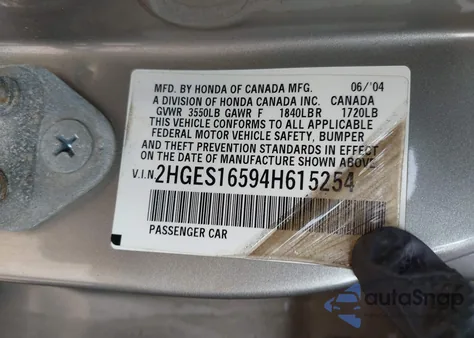 MFD. BY HONDA OF CANADA MFG. 06/'04
A DIVISION OF HONDA CANADA INC. CANADA
GVWR 3550LB GAWR F 1840LB R 1720LB
THIS VEHICLE CONFORMS TO ALL APPLICABLE
FEDERAL MOTOR VEHICLE SAFETY, BUMPER
AND THEFT PREVENTION STANDARDS IN EFFECT
ON THE DATE OF MANUFACTURE SHOWN ABOVE.
V.I.N. 2HGES16594H615254
PASSENGER CAR
autoSnap